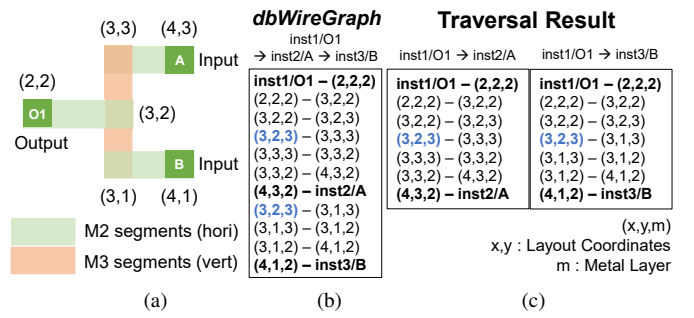 (3,3)
(4,3)
A
Input
(2,2)
O1
(3,2)
Output
B
Input
(3,1)
(4,1)
M2 segments (hori)
M3 segments (vert)
(a)
dbWireGraph
inst1/O1
→ inst2/A → inst3/B
inst1/O1 – (2,2,2)
(2,2,2) – (3,2,2)
(3,2,2) – (3,2,3)
(3,2,3) – (3,3,3)
(3,3,3) – (3,3,2)
(3,3,2) – (4,3,2)
(4,3,2) – inst2/A
(3,2,3) – (3,1,3)
(3,1,3) – (3,1,2)
(3,1,2) – (4,1,2)
(4,1,2) – inst3/B
(b)
Traversal Result
inst1/O1 → inst2/A
inst1/O1 – (2,2,2)
(2,2,2) – (3,2,2)
(3,2,2) – (3,2,3)
(3,2,3) – (3,3,3)
(3,3,3) – (3,3,2)
(3,3,2) – (4,3,2)
(4,3,2) – inst2/A
inst1/O1 → inst3/B
inst1/O1 – (2,2,2)
(2,2,2) – (3,2,2)
(3,2,2) – (3,2,3)
(3,2,3) – (3,1,3)
(3,1,3) – (3,1,2)
(3,1,2) – (4,1,2)
(4,1,2) – inst3/B
(x,y,m)
x,y : Layout Coordinates
m : Metal Layer
(c)